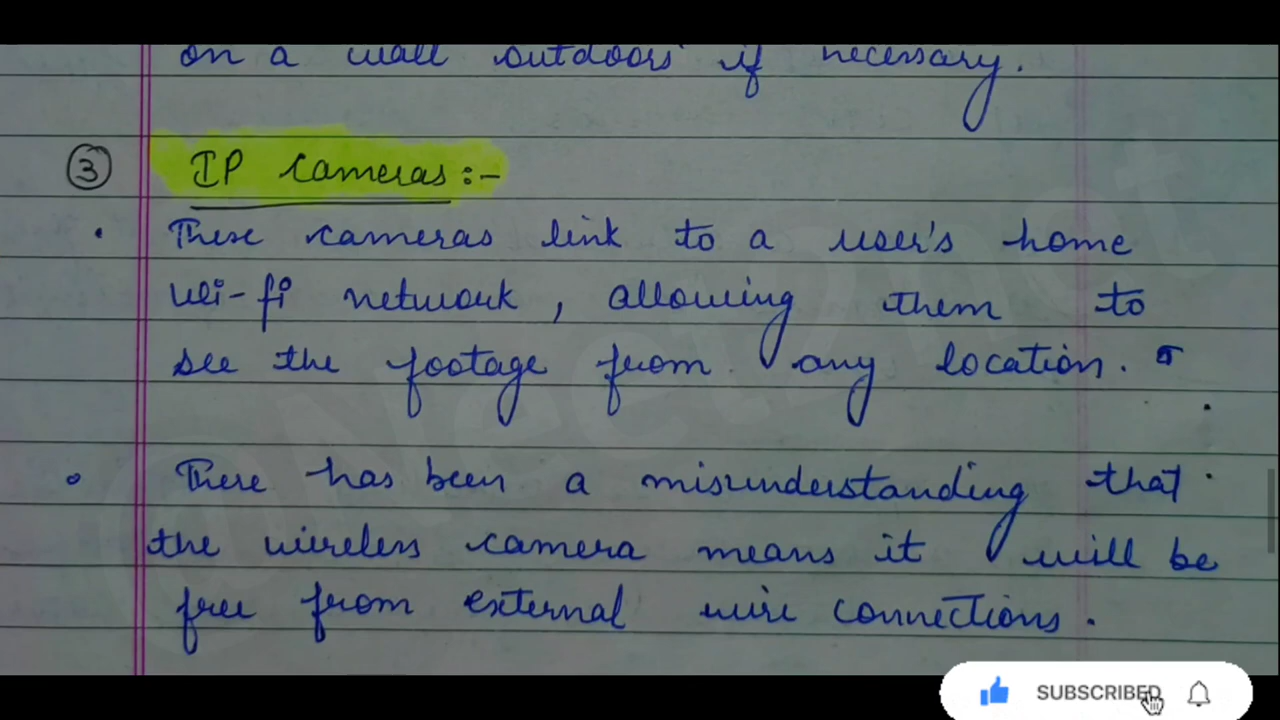 on a wall outdoors if necessary.
③ IP cameras :-
• These cameras link to a user's home
Wi-fi network, allowing them to
see the footage from any location.
• There has been a misunderstanding that
the wireless camera means it will be
free from external wire connections.
@Neet2net
SUBSCRIBED